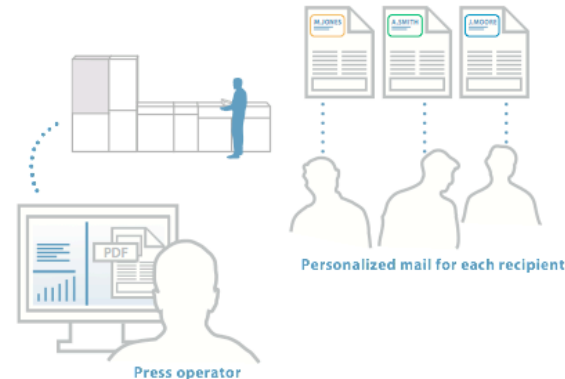 M.JONES
A.SMITH
J.MOORE
PDF
Personalized mail for each recipient
Press operator